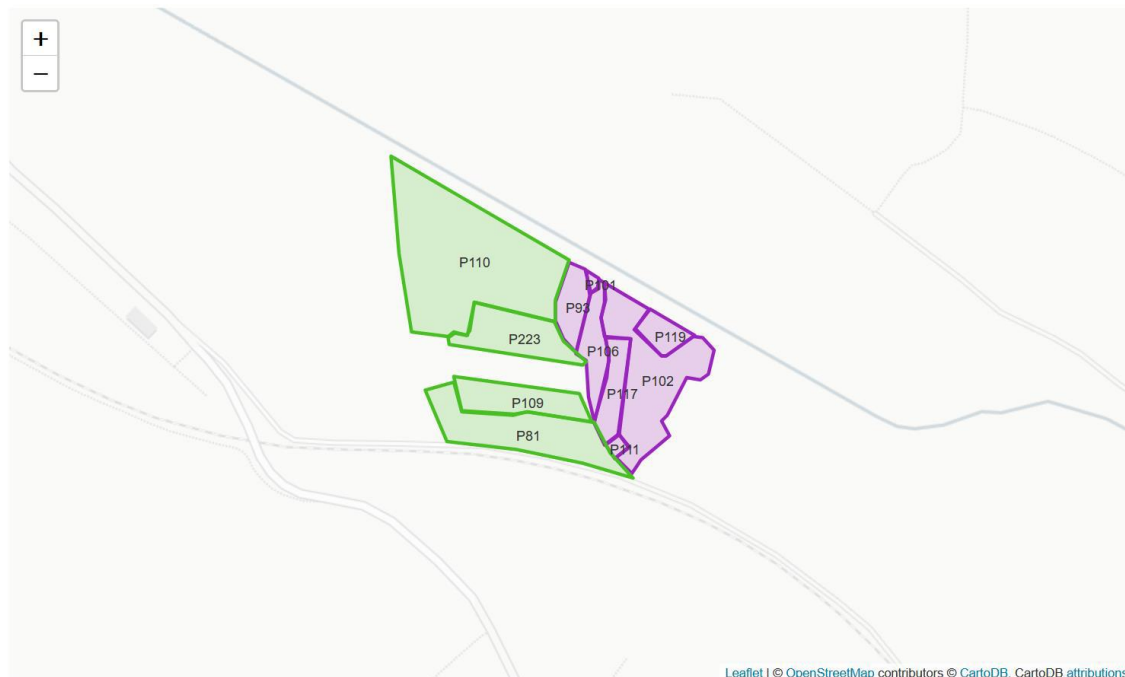 +
−
P110
P101
P93
P223
P119
P106
P102
P117
P109
P81
P111
Leaflet | © OpenStreetMap contributors © CartoDB, CartoDB attributions